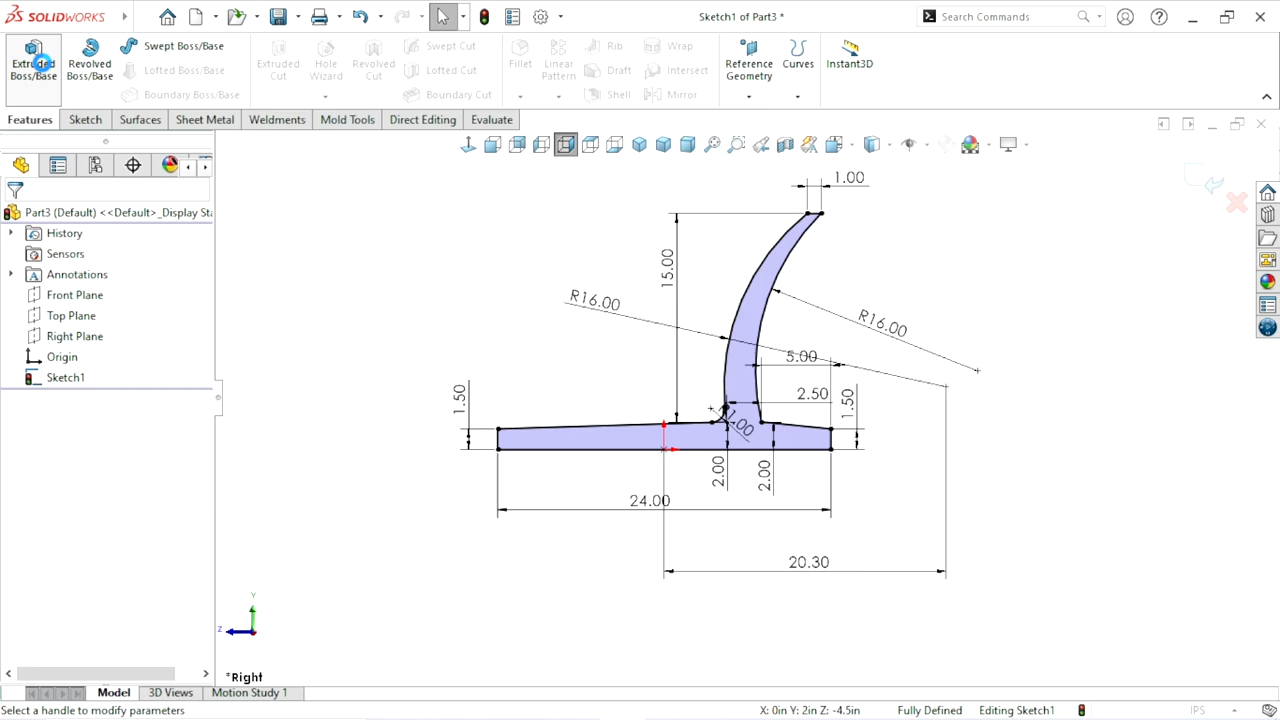 SOLIDWORKS
Sketch1 of Part3 *
Search Commands
Extruded Boss/Base
Revolved Boss/Base
Swept Boss/Base
Lofted Boss/Base
Boundary Boss/Base
Extruded Cut
Hole Wizard
Revolved Cut
Swept Cut
Lofted Cut
Boundary Cut
Fillet
Linear Pattern
Rib
Draft
Shell
Wrap
Intersect
Mirror
Reference Geometry
Curves
Instant3D
Features
Sketch
Surfaces
Sheet Metal
Weldments
Mold Tools
Direct Editing
Evaluate
Part3 (Default) <<Default>_Display Sta
History
Sensors
Annotations
Front Plane
Top Plane
Right Plane
Origin
Sketch1
1.00
15.00
R16.00
R16.00
5.00
2.50
1.50
1.50
1.00
2.00
2.00
24.00
20.30
Y
Z
*Right
Model
3D Views
Motion Study 1
Select a handle to modify parameters
X: 0in Y: 2in Z: -4.5in
Fully Defined
Editing Sketch1
IPS